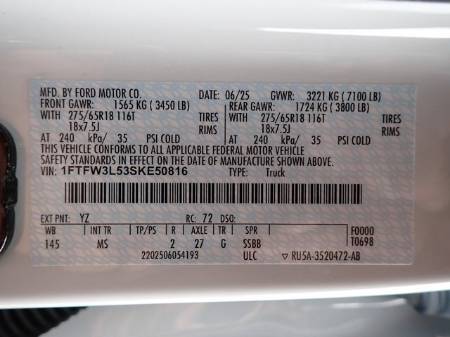 MFD. BY FORD MOTOR CO. DATE: 06/25 GVWR: 3221 KG ( 7100 LB)
FRONT GAWR: 1565 KG ( 3450 LB) REAR GAWR: 1724 KG ( 3800 LB)
WITH 275/65R18 116T TIRES WITH 275/65R18 116T TIRES
18x7.5J RIMS 18x7.5J RIMS
AT 240 kPa/ 35 PSI COLD AT 240 kPa/ 35 PSI COLD
THIS VEHICLE CONFORMS TO ALL APPLICABLE FEDERAL MOTOR VEHICLE
SAFETY STANDARDS IN EFFECT ON THE DATE OF MANUFACTURE SHOWN ABOVE.
VIN: 1FTFW3L53SKE50816 TYPE: Truck
EXT PNT: YZ RC: 72 DSO: F0000
WB INT TR TP/PS R AXLE TR SPR T0698
145 MS 2 27 G SSBB
2202506054193 ULC ▽ RU5A-3520472-AB